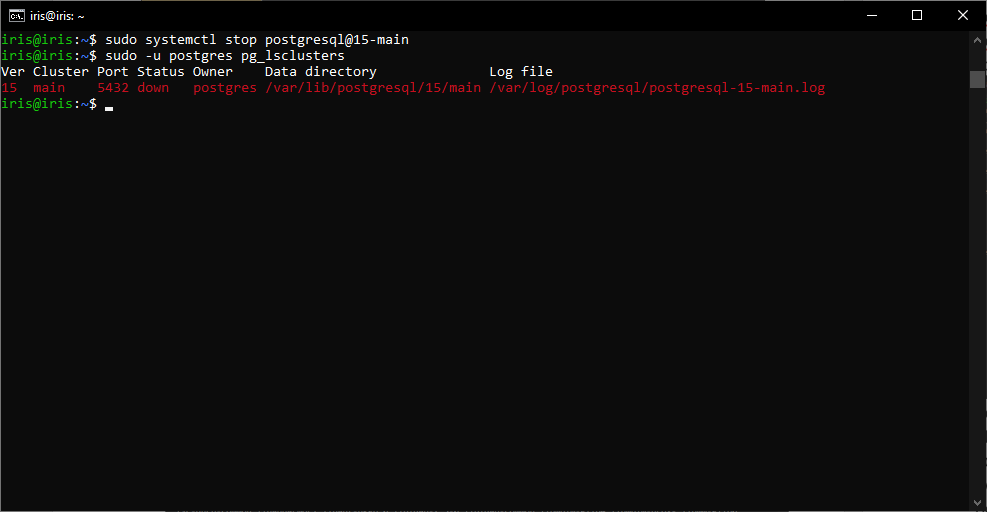 iris@iris: ~
iris@iris:~$ sudo systemctl stop postgresql@15-main
iris@iris:~$ sudo -u postgres pg_lsclusters
Ver Cluster Port Status Owner    Data directory              Log file
15  main    5432 down   postgres /var/lib/postgresql/15/main /var/log/postgresql/postgresql-15-main.log
iris@iris:~$